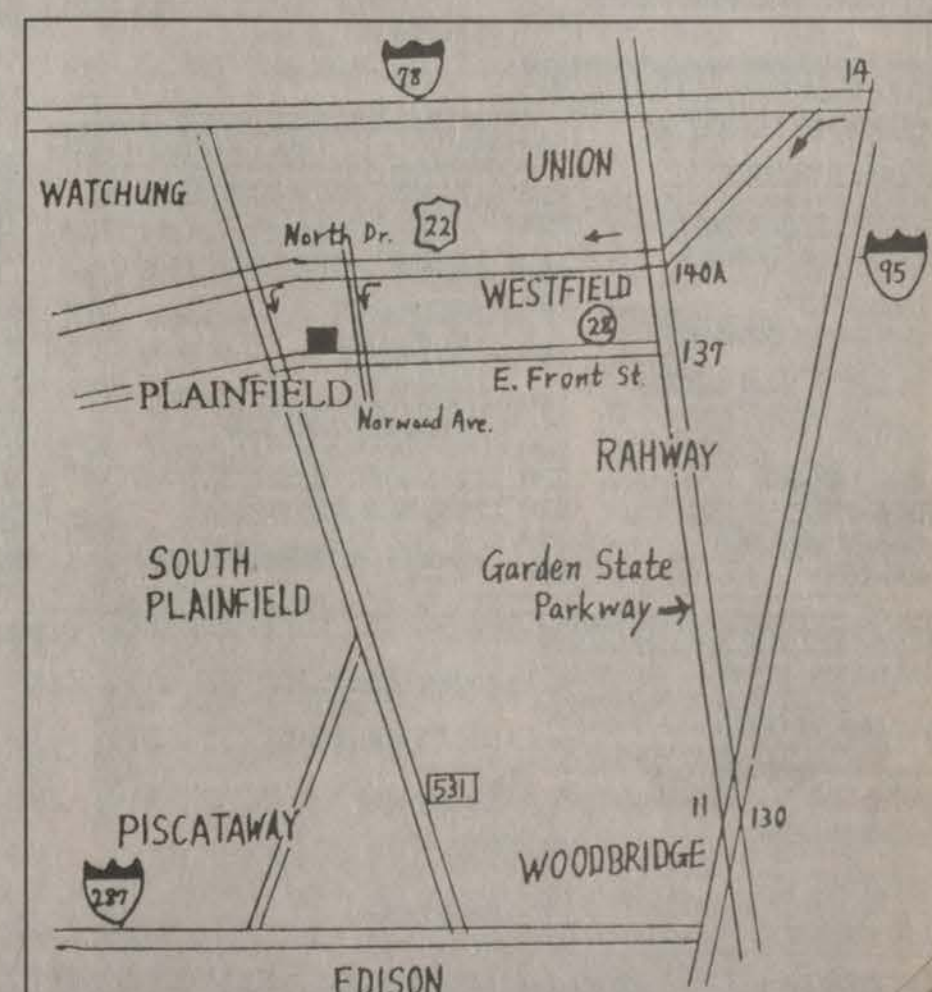 78
14
UNION
WATCHUNG
North Dr.
22
95
140A
WESTFIELD
28
137
E. Front St.
PLAINFIELD
Norwood Ave.
RAHWAY
SOUTH
PLAINFIELD
Garden State
Parkway →
531
11
130
PISCATAWAY
WOODBRIDGE
287
EDISON